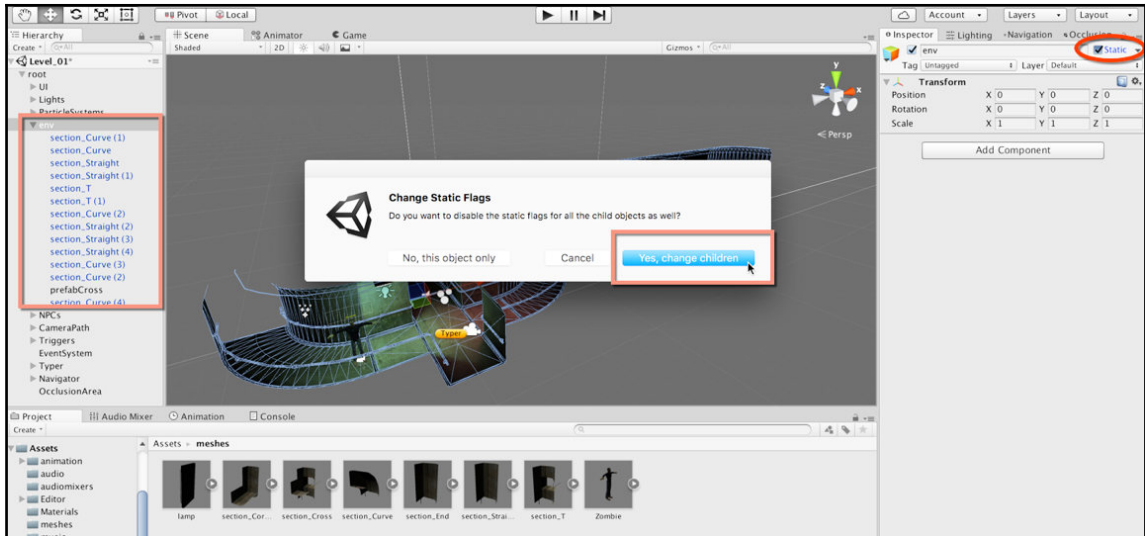 Pivot Local
Account Layers Layout
Hierarchy
Create All
Level_01*
root
UI
Lights
ParticleSystems
env
section_Curve (1)
section_Curve
section_Straight
section_Straight (1)
section_T
section_T (1)
section_Curve (2)
section_Straight (2)
section_Straight (3)
section_Straight (4)
section_Curve (3)
section_Curve (2)
prefabCross
section_Curve (4)
NPCs
CameraPath
Triggers
EventSystem
Typer
Navigator
OcclusionArea
Scene Animator Game
Shaded 2D Gizmos All
y
z x
Persp
Typer
Change Static Flags
Do you want to disable the static flags for all the child objects as well?
No, this object only Cancel Yes, change children
Inspector Lighting Navigation Occlusion
env Static
Tag Untagged Layer Default
Transform
Position X 0 Y 0 Z 0
Rotation X 0 Y 0 Z 0
Scale X 1 Y 1 Z 1
Add Component
Project Audio Mixer Animation Console
Create
Assets
animation
audio
audiomixers
Editor
Materials
meshes
Assets meshes
lamp section_Cor... section_Cross section_Curve section_End section_Strai... section_T Zombie